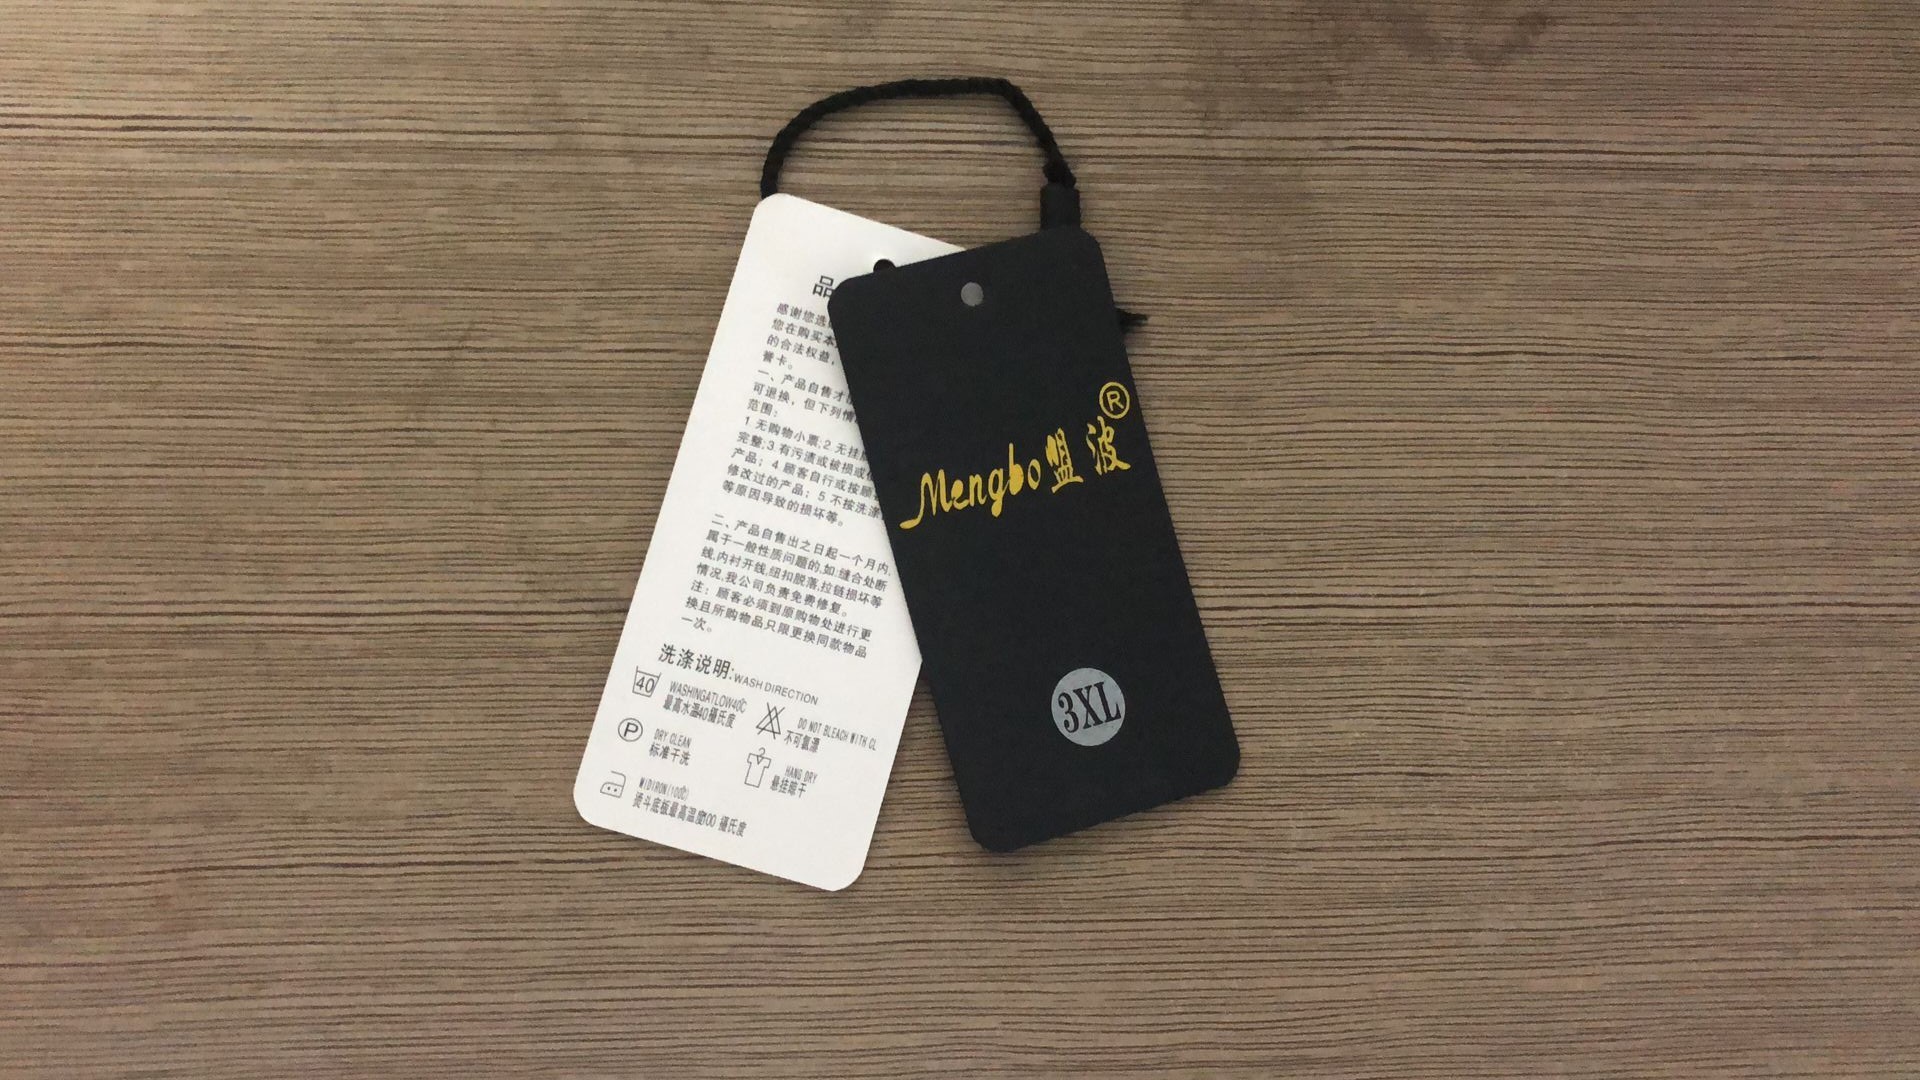 品
感谢您选
您在购买本
的合法权益,
管卡。
一、产品自售才
可退换，但下列情
范围:
1 无购物小票;2 无挂
完整;3 有污渍或破损或
产品；4 顾客自行或按顾
修改过的产品；5 不按洗涤
等原因导致的损坏等。
二、产品自售出之日起一个月内,
属于一般性质问题的,如:缝合处断
线,内衬开线,纽扣脱落,拉链损坏等
情况,我公司负责免费修复。
注：顾客必须到原购物处进行更
换且所购物品只限更换同款物品
一次。
洗涤说明:WASH DIRECTION
40
WASHINGATLOW40℃
最高水温40摄氏度
DO NOT BLEACH WITH CL
不可氯漂
P
DRY CLEAN
标准干洗
HANG DRY
悬挂晾干
MIDIRON(100℃)
烫斗底板最高温度100 摄氏度
Mengbo盟波®
3XL